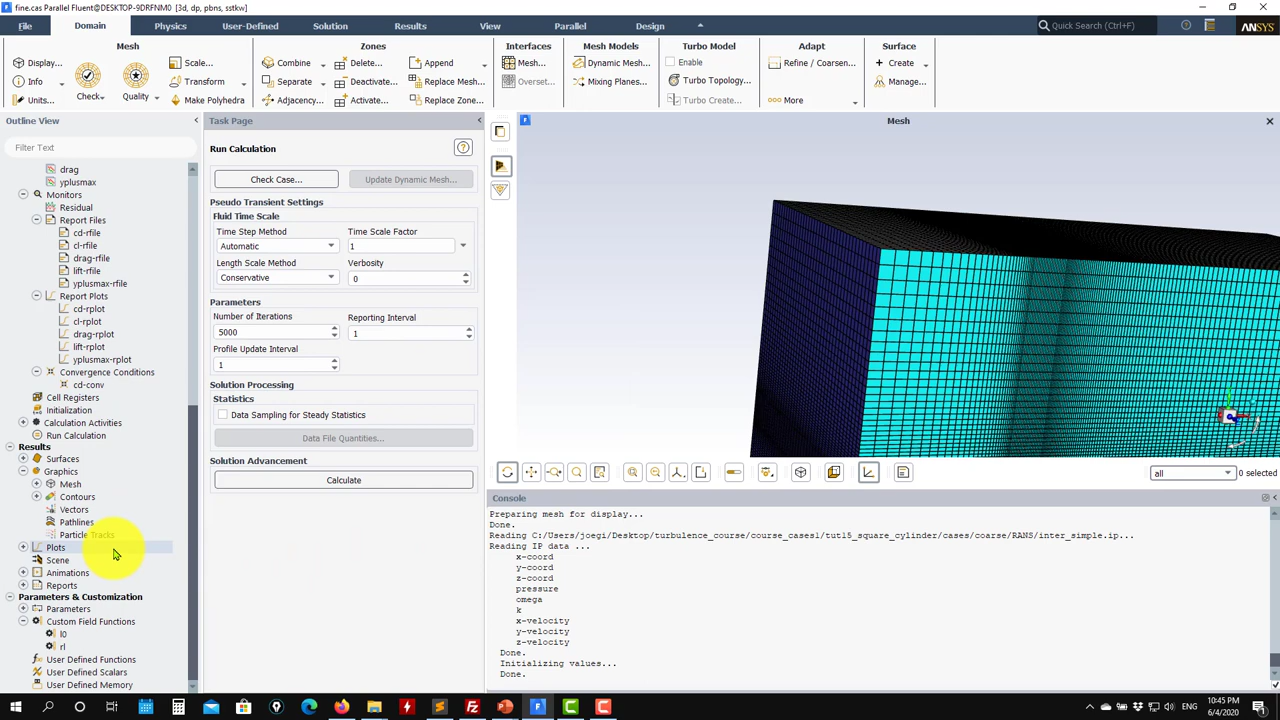 fine.cas Parallel Fluent@DESKTOP-9DRFNM0 [3d, dp, pbns, sstkw]
File Domain Physics User-Defined Solution Results View Parallel Design Quick Search (Ctrl+F) ANSYS
Mesh Zones Interfaces Mesh Models Turbo Model Adapt Surface
Display... Scale... Combine Delete... Append Mesh... Dynamic Mesh... Enable Refine / Coarsen... Create
Info Transform Separate Deactivate... Replace Mesh... Overset... Mixing Planes... Turbo Topology... Manage...
Units... Check Quality Make Polyhedra Adjacency... Activate... Replace Zone... Turbo Create... More
Outline View
Filter Text
drag
yplusmax
Monitors
Residual
Report Files
cd-rfile
cl-rfile
drag-rfile
lift-rfile
yplusmax-rfile
Report Plots
cd-rplot
cl-rplot
drag-rplot
lift-rplot
yplusmax-rplot
Convergence Conditions
cd-conv
Cell Registers
Initialization
Calculation Activities
Run Calculation
Results
Surfaces
Graphics
Mesh
Contours
Vectors
Pathlines
Particle Tracks
Plots
Scene
Animations
Reports
Parameters & Customization
Parameters
Custom Field Functions
l0
rl
User Defined Functions
User Defined Scalars
User Defined Memory
Task Page
Run Calculation
Check Case... Update Dynamic Mesh...
Pseudo Transient Settings
Fluid Time Scale
Time Step Method Time Scale Factor
Automatic 1
Length Scale Method Verbosity
Conservative 0
Parameters
Number of Iterations Reporting Interval
5000 1
Profile Update Interval
1
Solution Processing
Statistics
Data Sampling for Steady Statistics
Data File Quantities...
Solution Advancement
Calculate
Mesh
all 0 selected
Console
Preparing mesh for display...
Done.
Reading C:/Users/joegi/Desktop/turbulence_course/course_cases1/tut15_square_cylinder/cases/coarse/RANS/inter_simple.ip...
Reading IP data ...
x-coord
y-coord
z-coord
pressure
omega
k
x-velocity
y-velocity
z-velocity
Done.
Initializing values...
Done.
ENG 10:45 PM
6/4/2020